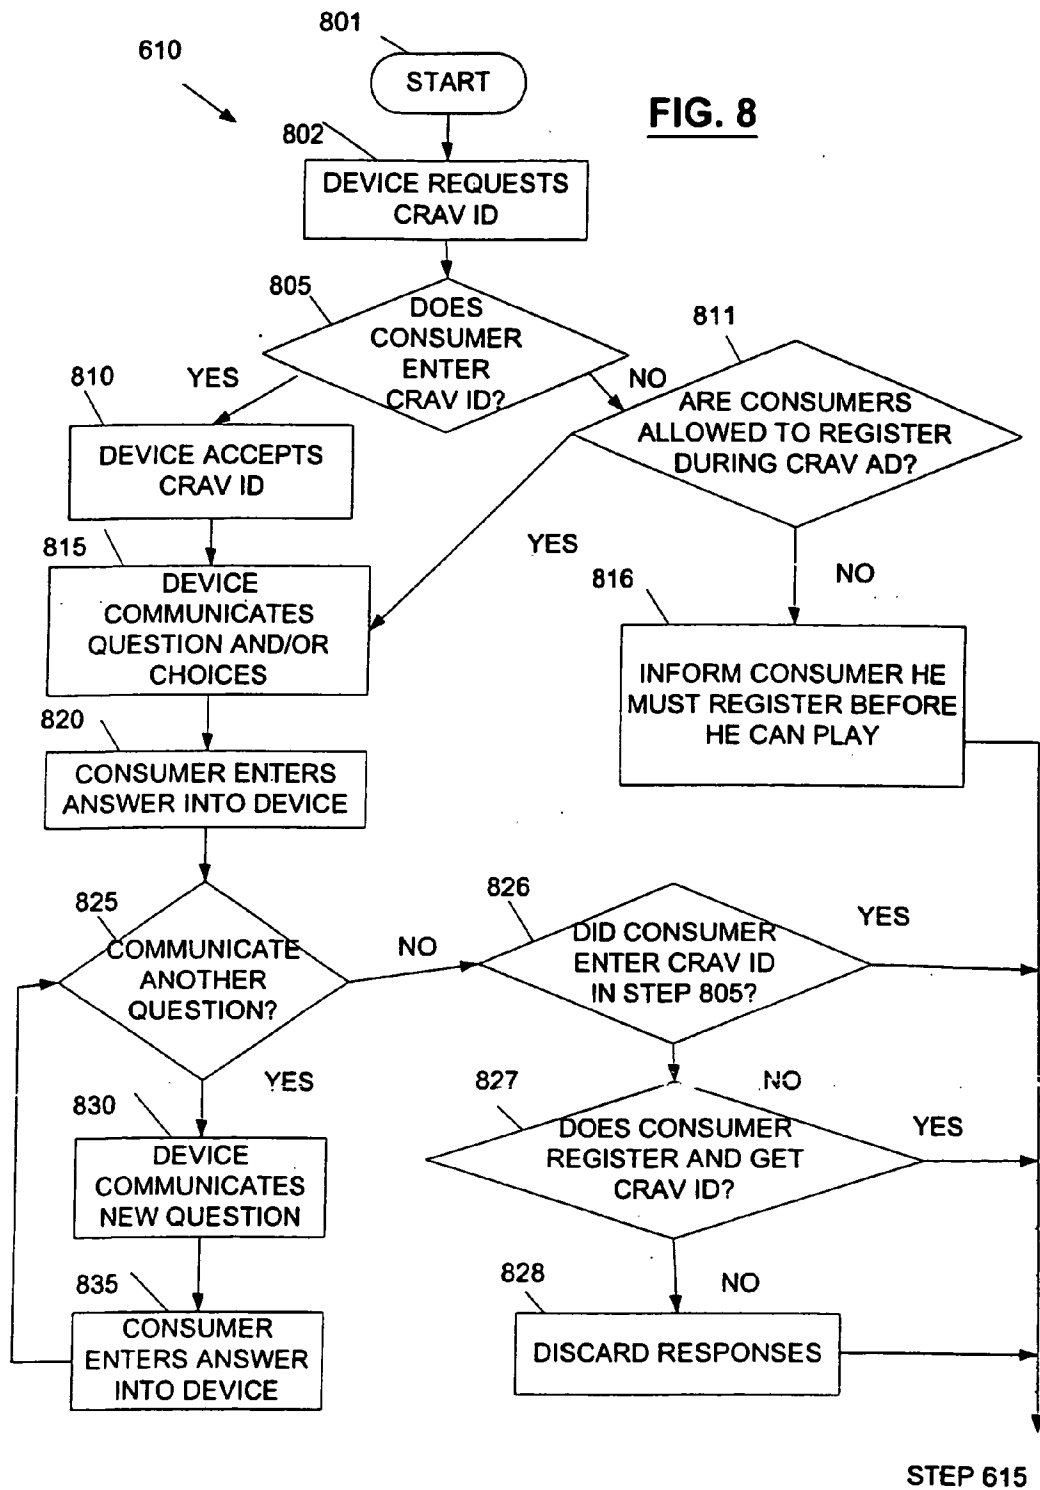 801
610
START
FIG. 8
802
DEVICE REQUESTS
CRAV ID
805
DOES
CONSUMER
ENTER
CRAV ID?
811
YES
NO
810
ARE CONSUMERS
ALLOWED TO REGISTER
DURING CRAV AD?
DEVICE ACCEPTS
CRAV ID
815
YES
NO
816
DEVICE
COMMUNICATES
QUESTION AND/OR
CHOICES
INFORM CONSUMER HE
MUST REGISTER BEFORE
HE CAN PLAY
820
CONSUMER ENTERS
ANSWER INTO DEVICE
825
COMMUNICATE
ANOTHER
QUESTION?
NO
826
DID CONSUMER
ENTER CRAV ID
IN STEP 805?
YES
YES
827
NO
830
DOES CONSUMER
REGISTER AND GET
CRAV ID?
YES
DEVICE
COMMUNICATES
NEW QUESTION
835
828
NO
CONSUMER
ENTERS ANSWER
INTO DEVICE
DISCARD RESPONSES
STEP 615